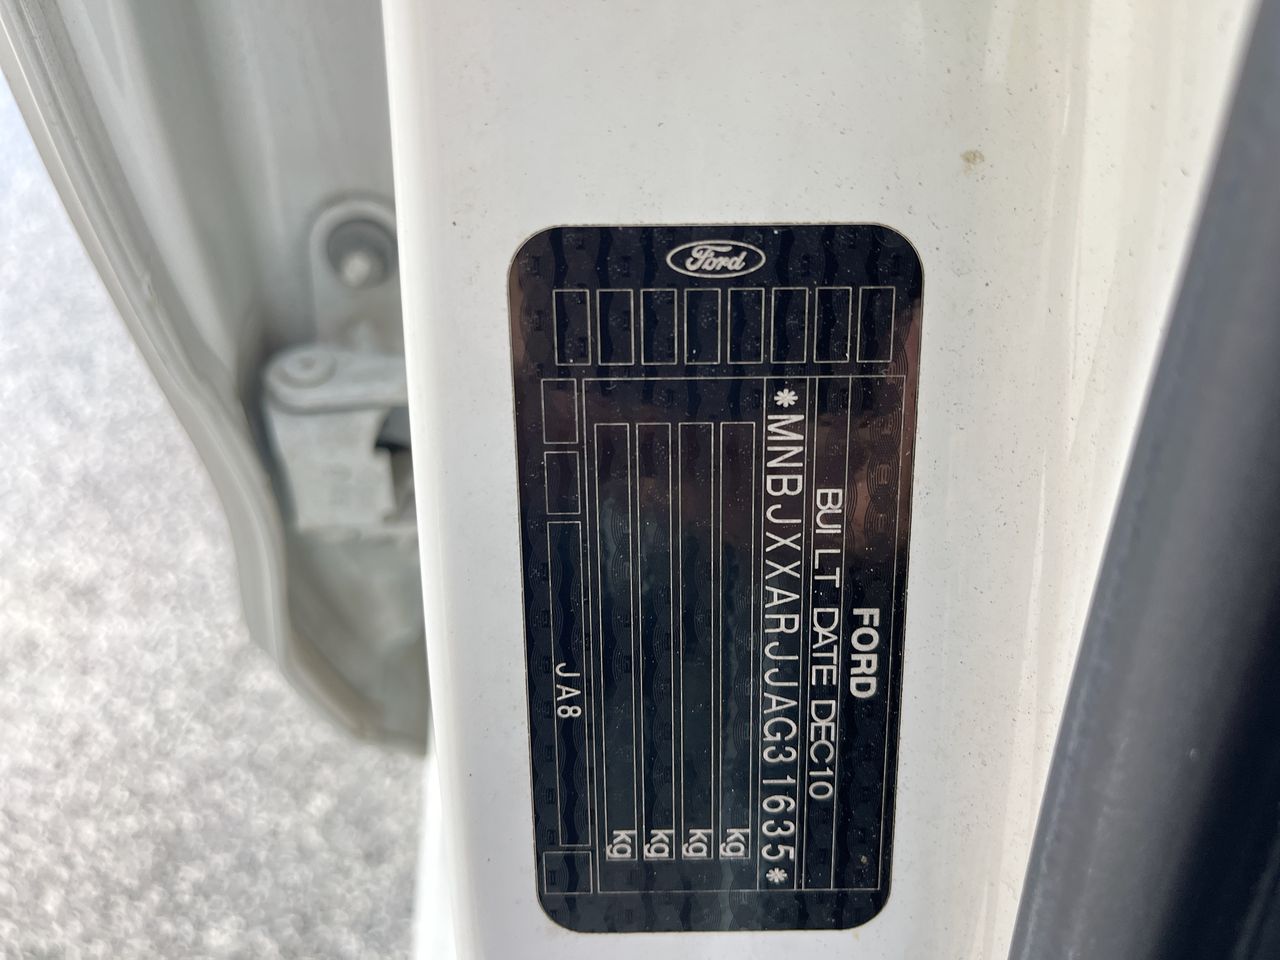 Ford
FORD
BUILT DATE DEC10
*MNBJXXARJJAG31635*
kg
kg
kg
kg
JA8